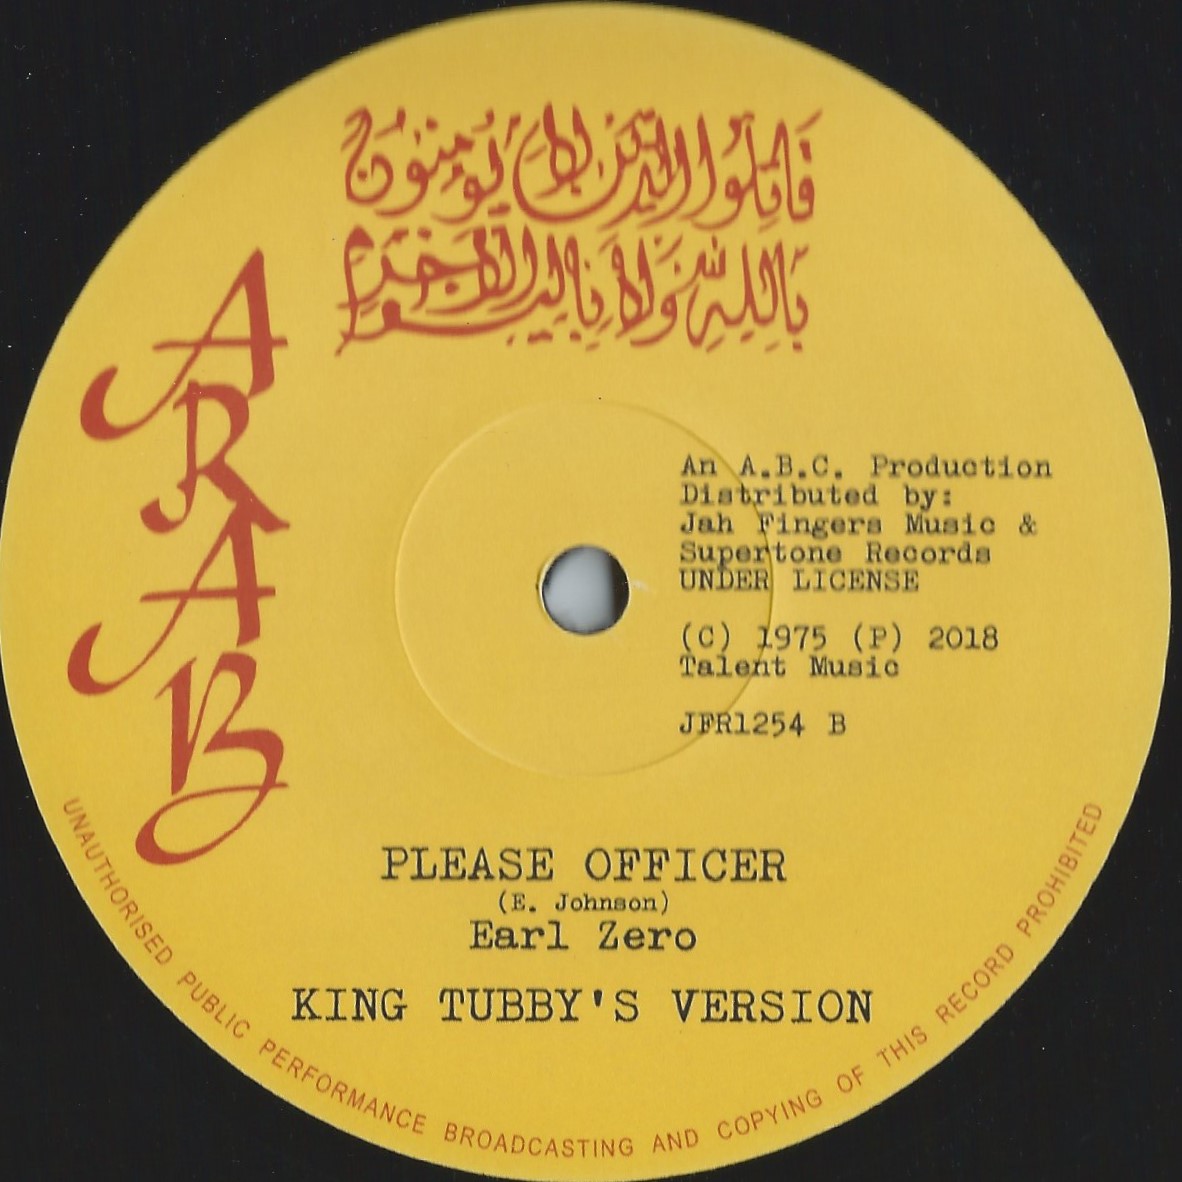 قاتلوا الذين لا يومنون
بالله ولا باليوم الاخر
ARAB
An A.B.C. Production
Distributed by:
Jah Fingers Music &
Supertone Records
UNDER LICENSE
(C) 1975 (P) 2018
Talent Music
JFR1254 B
PLEASE OFFICER
(E. Johnson)
Earl Zero
KING TUBBY'S VERSION
UNAUTHORISED PUBLIC PERFORMANCE BROADCASTING AND COPYING OF THIS RECORD PROHIBITED